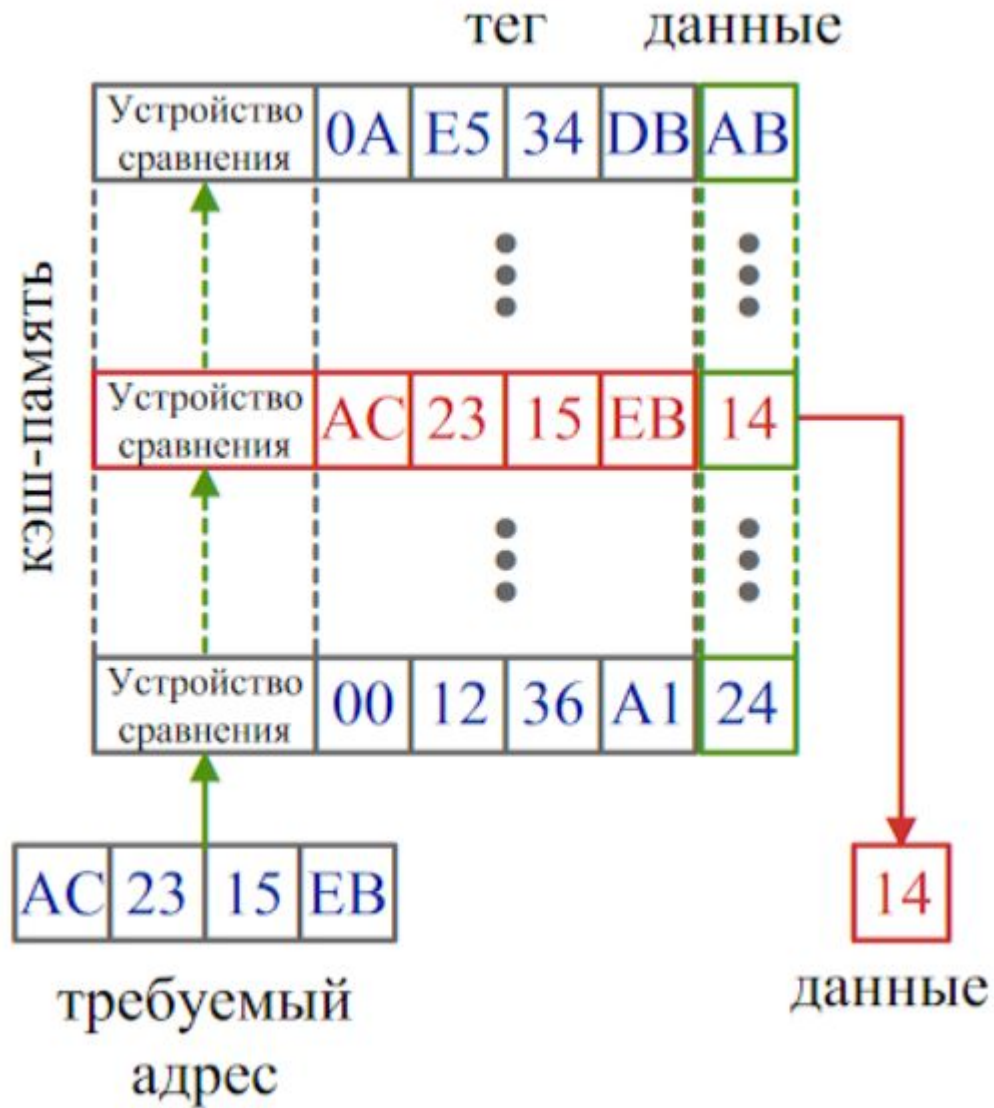 тег данные
Устройство
сравнения
0A E5 34 DB AB
кэш-память
Устройство
сравнения
AC 23 15 EB 14
Устройство
сравнения
00 12 36 A1 24
AC 23 15 EB
14
требуемый
адрес
данные